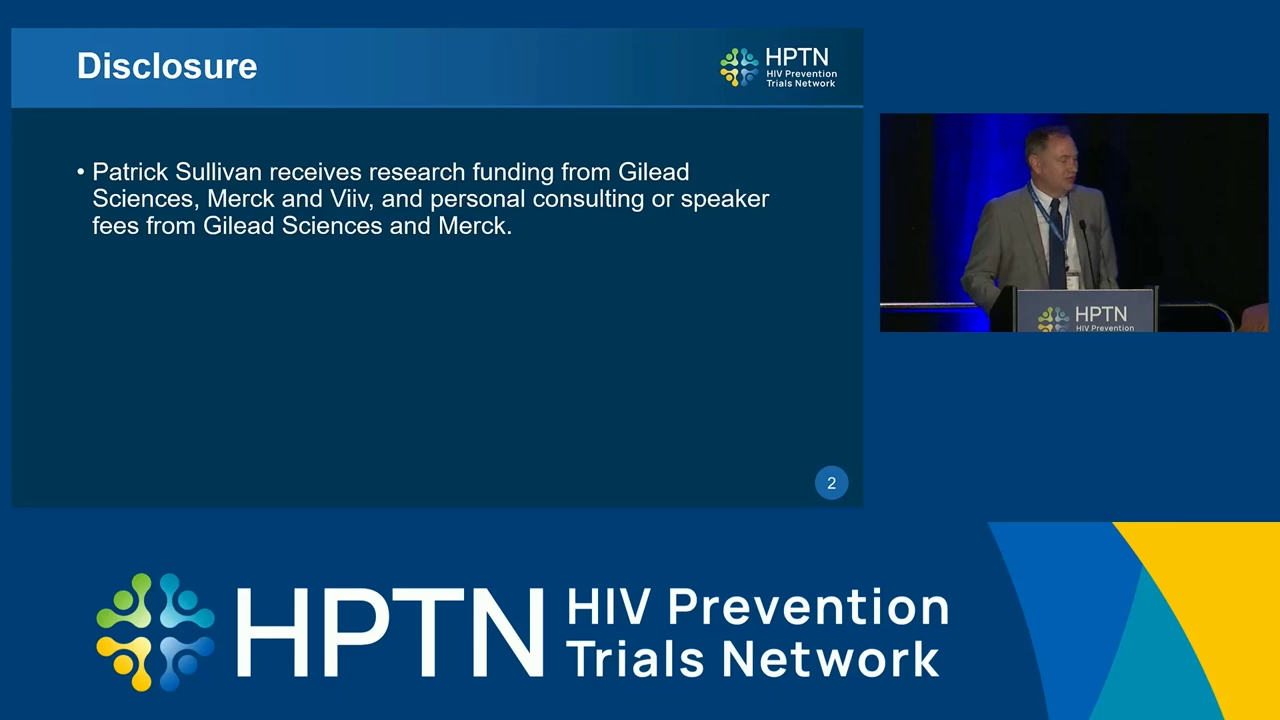 Disclosure
HPTN
HIV Prevention
Trials Network
• Patrick Sullivan receives research funding from Gilead
Sciences, Merck and Viiv, and personal consulting or speaker
fees from Gilead Sciences and Merck.
2
HPTN
HIV Prevention
HPTN
HIV Prevention
Trials Network